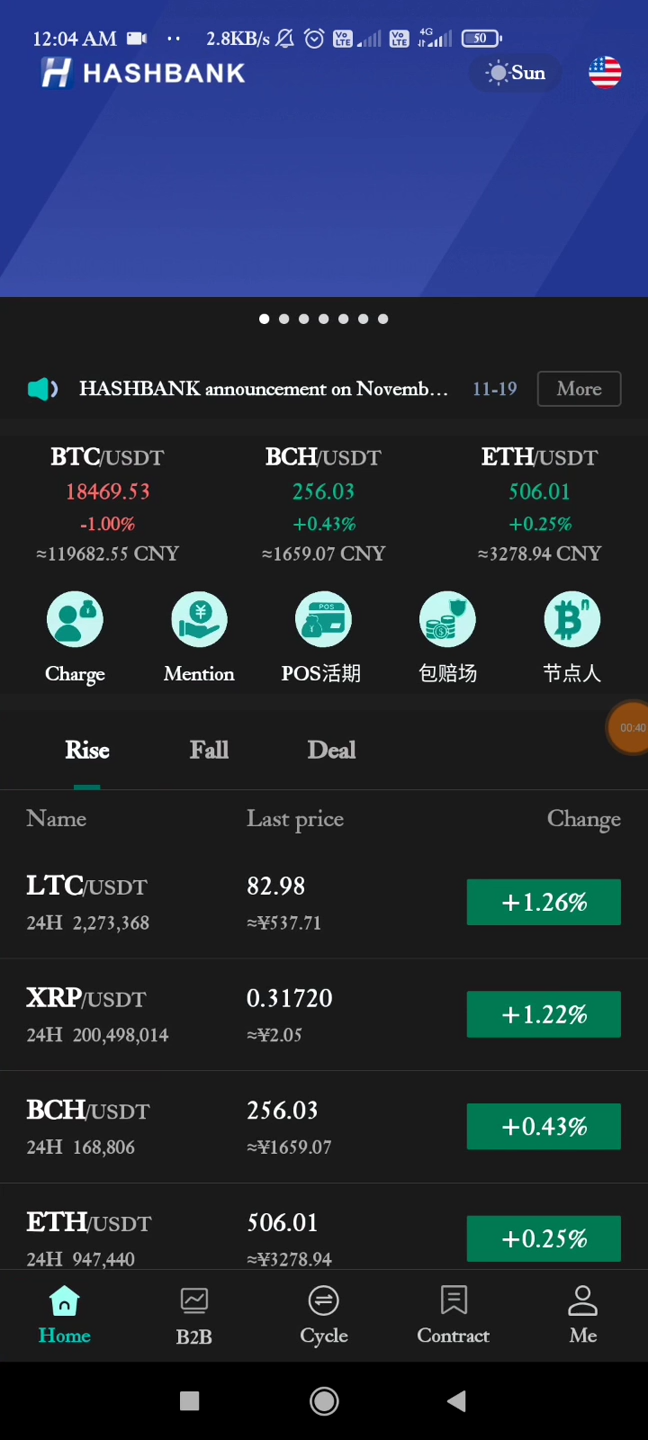 12:04 AM 2.8KB/s Vo LTE Vo LTE 4G 50
HASHBANK Sun
HASHBANK announcement on Novemb... 11-19 More
BTC/USDT BCH/USDT ETH/USDT
18469.53 256.03 506.01
-1.00% +0.43% +0.25%
≈119682.55 CNY ≈1659.07 CNY ≈3278.94 CNY
POS
Charge Mention POS活期 包赔场 节点人
00:40
Rise Fall Deal
Name Last price Change
LTC/USDT 82.98 +1.26%
24H 2,273,368 ≈¥537.71
XRP/USDT 0.31720 +1.22%
24H 200,498,014 ≈¥2.05
BCH/USDT 256.03 +0.43%
24H 168,806 ≈¥1659.07
ETH/USDT 506.01 +0.25%
24H 947,440 ≈¥3278.94
Home B2B Cycle Contract Me